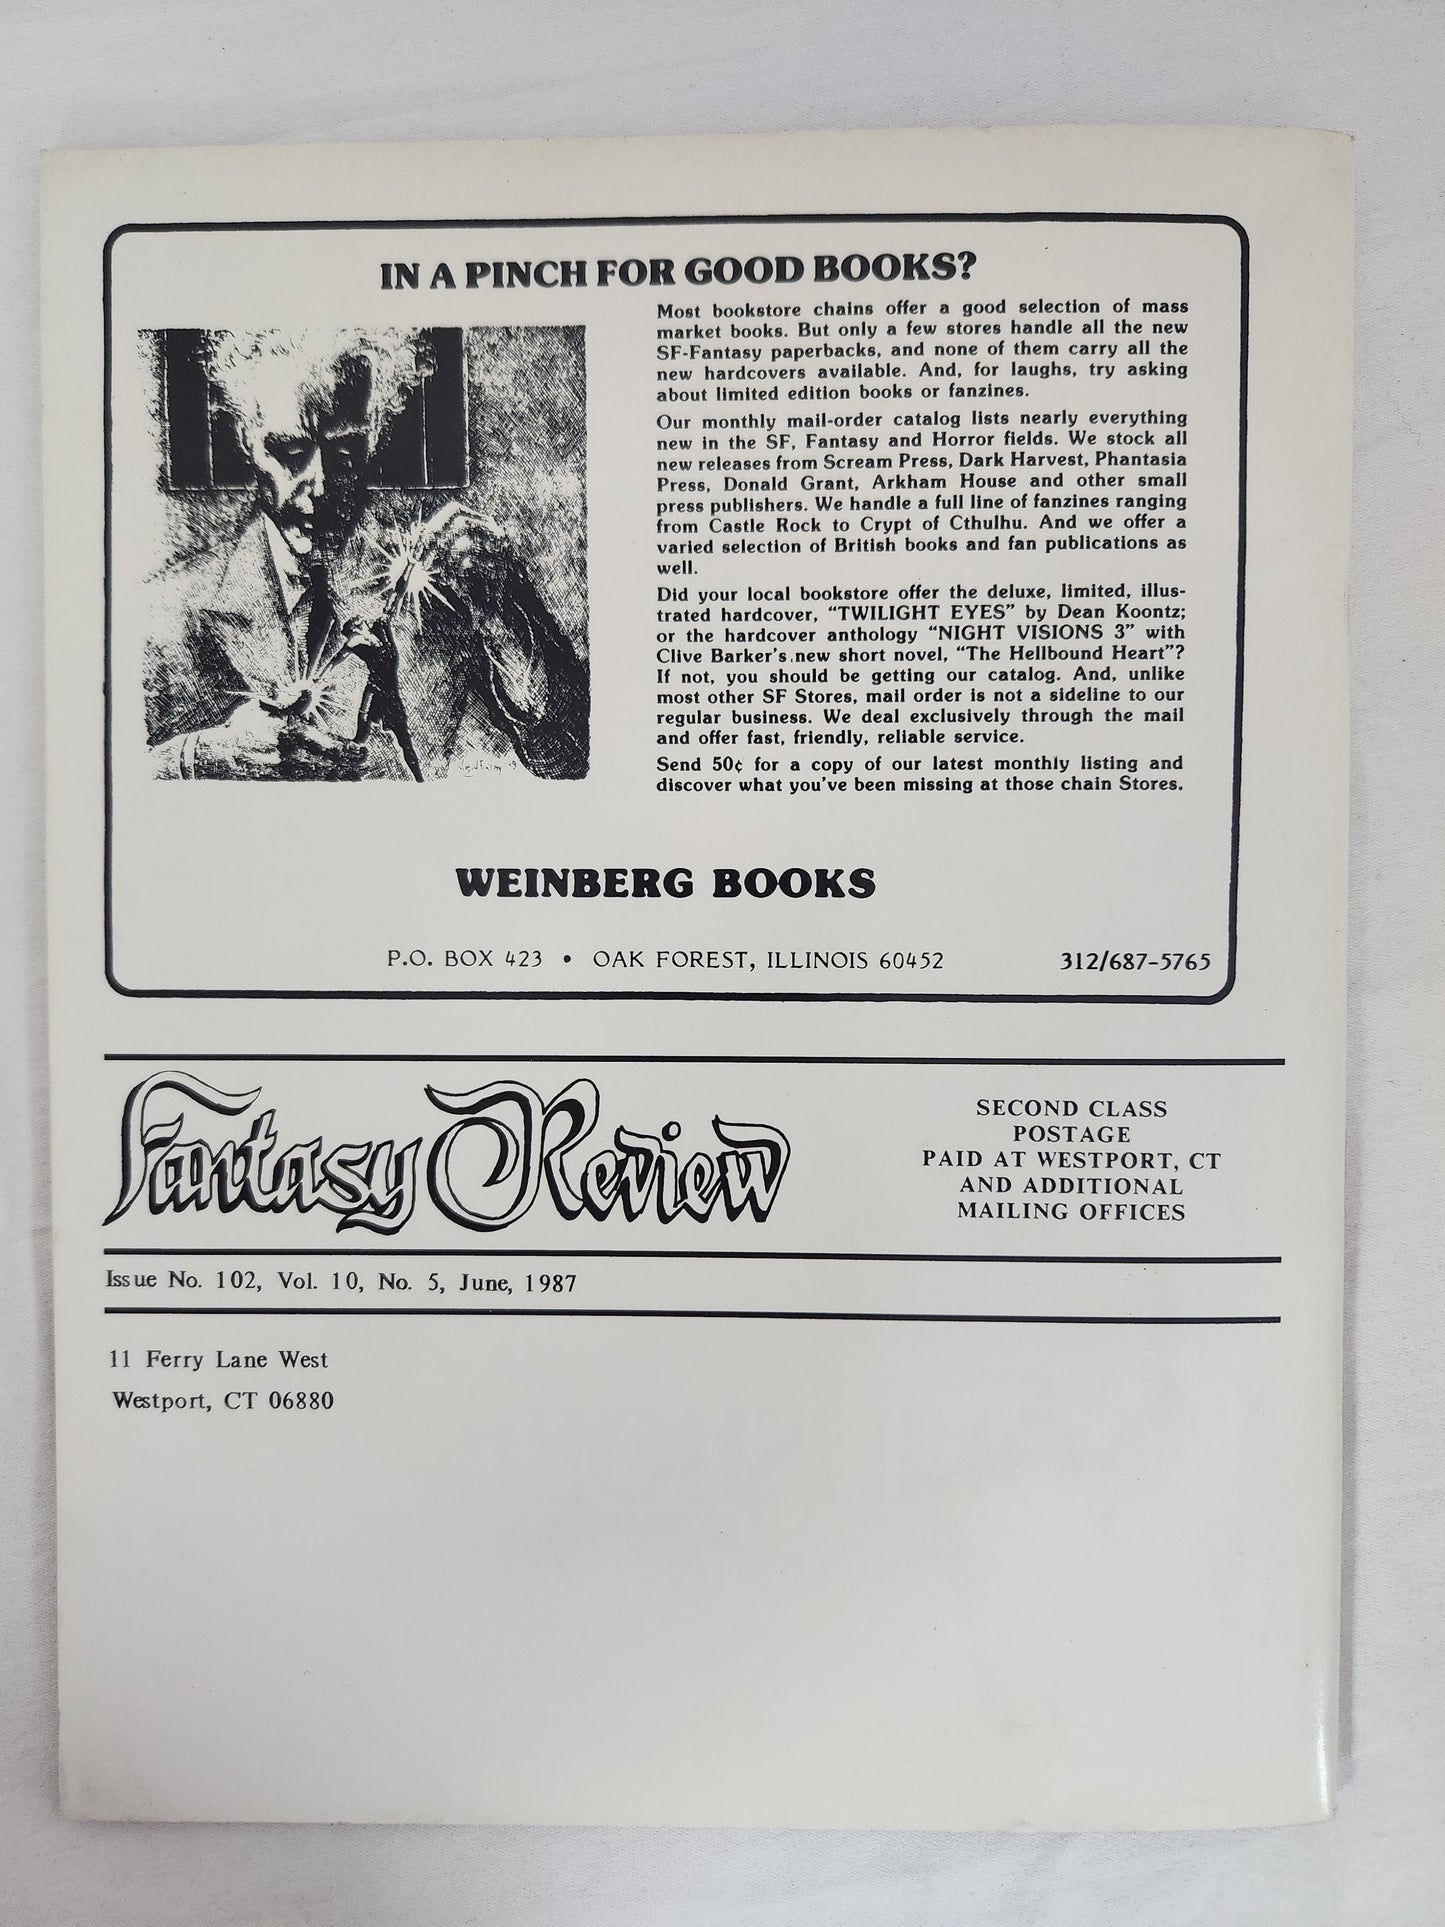 IN A PINCH FOR GOOD BOOKS?
Most bookstore chains offer a good selection of mass
market books. But only a few stores handle all the new
SF-Fantasy paperbacks, and none of them carry all the
new hardcovers available. And, for laughs, try asking
about limited edition books or fanzines.
Our monthly mail-order catalog lists nearly everything
new in the SF, Fantasy and Horror fields. We stock all
new releases from Scream Press, Dark Harvest, Phantasia
Press, Donald Grant, Arkham House and other small
press publishers. We handle a full line of fanzines ranging
from Castle Rock to Crypt of Cthulhu. And we offer a
varied selection of British books and fan publications as
well.
Did your local bookstore offer the deluxe, limited, illus-
trated hardcover, “TWILIGHT EYES” by Dean Koontz;
or the hardcover anthology “NIGHT VISIONS 3” with
Clive Barker's new short novel, “The Hellbound Heart”?
If not, you should be getting our catalog. And, unlike
most other SF Stores, mail order is not a sideline to our
regular business. We deal exclusively through the mail
and offer fast, friendly, reliable service.
Send 50¢ for a copy of our latest monthly listing and
discover what you've been missing at those chain Stores.
WEINBERG BOOKS
P.O. BOX 423 • OAK FOREST, ILLINOIS 60452 312/687-5765
Fantasy Review
SECOND CLASS
POSTAGE
PAID AT WESTPORT, CT
AND ADDITIONAL
MAILING OFFICES
Issue No. 102, Vol. 10, No. 5, June, 1987
11 Ferry Lane West
Westport, CT 06880